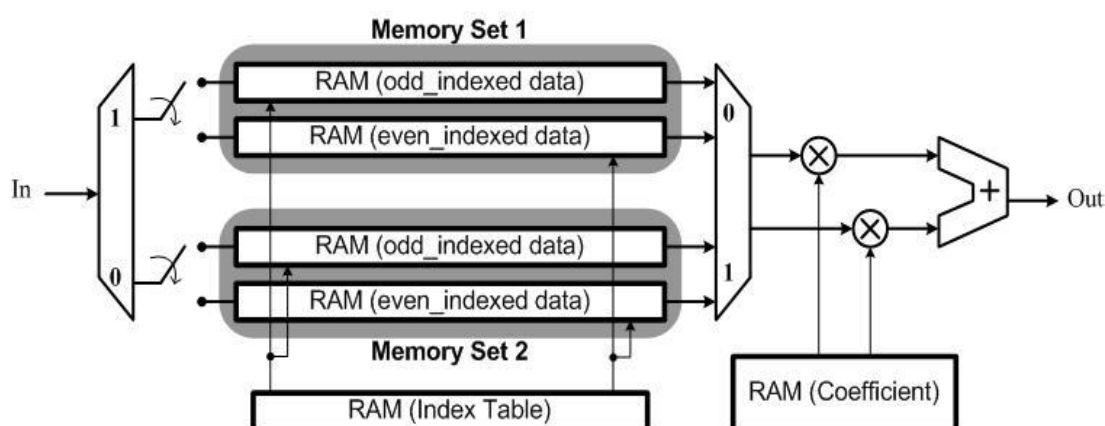 Memory Set 1
RAM (odd_indexed data)
RAM (even_indexed data)
1
0
In
0
1
+
Out
RAM (odd_indexed data)
RAM (even_indexed data)
Memory Set 2
RAM (Index Table)
RAM (Coefficient)